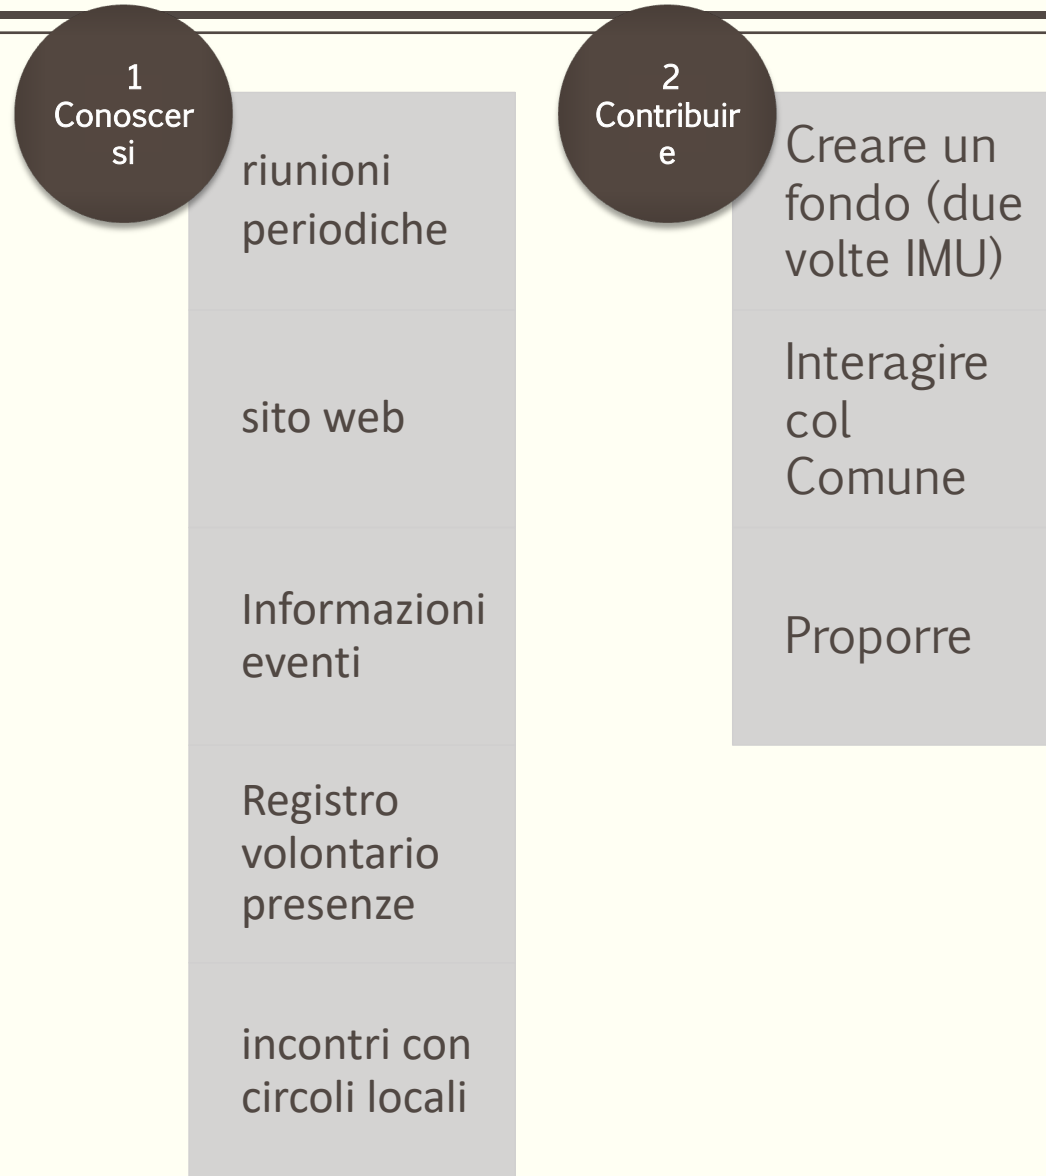 1
Conoscer
si
riunioni
periodiche
sito web
Informazioni
eventi
Registro
volontario
presenze
incontri con
circoli locali
2
Contribuir
e
Creare un
fondo (due
volte IMU)
Interagire
col
Comune
Proporre